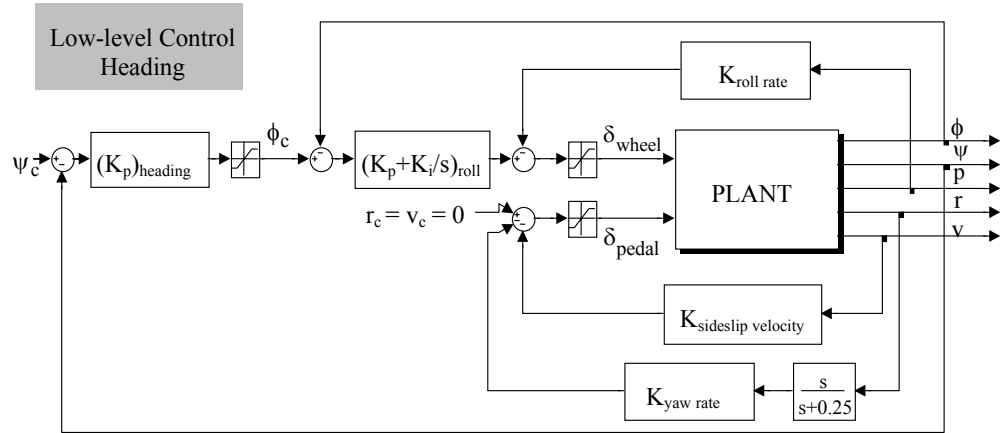 Low-level Control
Heading
K_roll rate
ϕ
ψ
p
r
v
ψ_c
+
-
(K_p)_heading
ϕ_c
+
-
(K_p+K_i/s)_roll
+
-
δ_wheel
PLANT
r_c = v_c = 0
+
-
-
δ_pedal
K_sideslip velocity
K_yaw rate
s
s+0.25